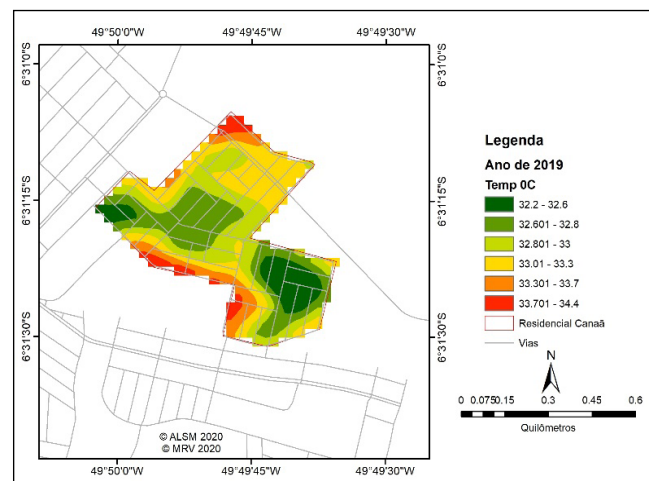 49°50'0"W 49°49'45"W 49°49'30"W
6°31'0"S 6°31'0"S
6°31'15"S 6°31'15"S
6°31'30"S 6°31'30"S
Legenda
Ano de 2019
Temp 0C
32.2 - 32.6
32.601 - 32.8
32.801 - 33
33.01 - 33.3
33.301 - 33.7
33.701 - 34.4
Residencial Canaã
Vias
N
0 0.075 0.15 0.3 0.45 0.6
Quilômetros
© ALSM 2020
© MRV 2020
49°50'0"W 49°49'45"W 49°49'30"W